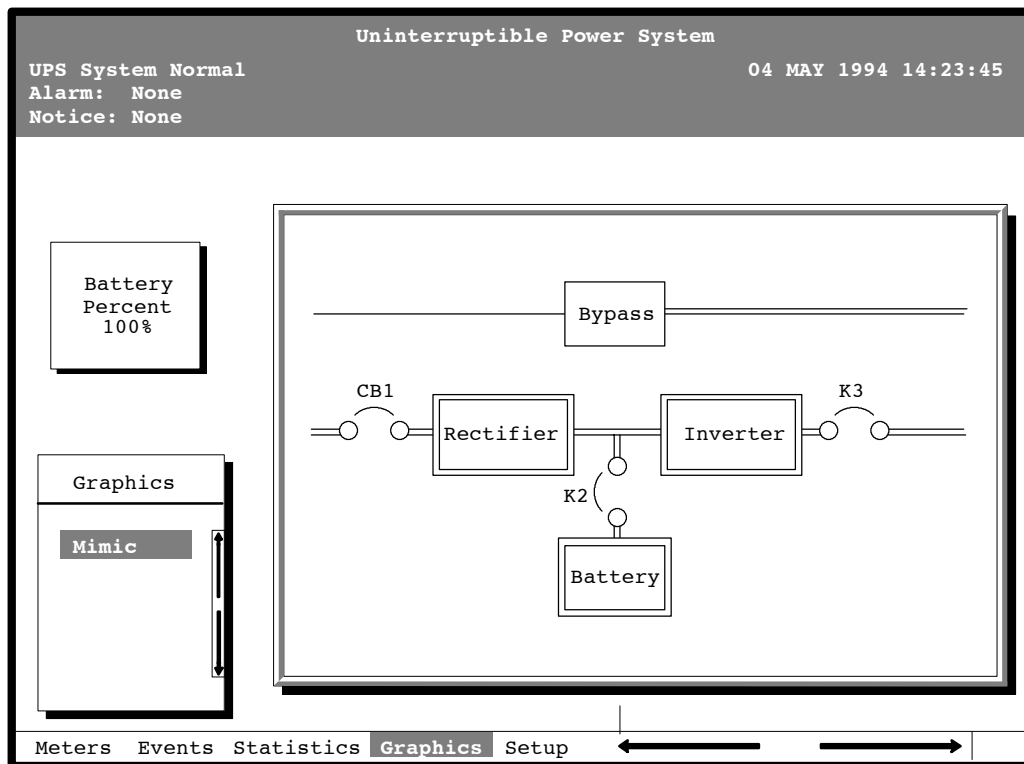 Uninterruptible Power System
UPS System Normal
04 MAY 1994 14:23:45
Alarm: None
Notice: None
Battery
Percent
100%
Bypass
CB1
K3
Rectifier
Inverter
K2
Battery
Graphics
Mimic
Meters Events Statistics Graphics Setup